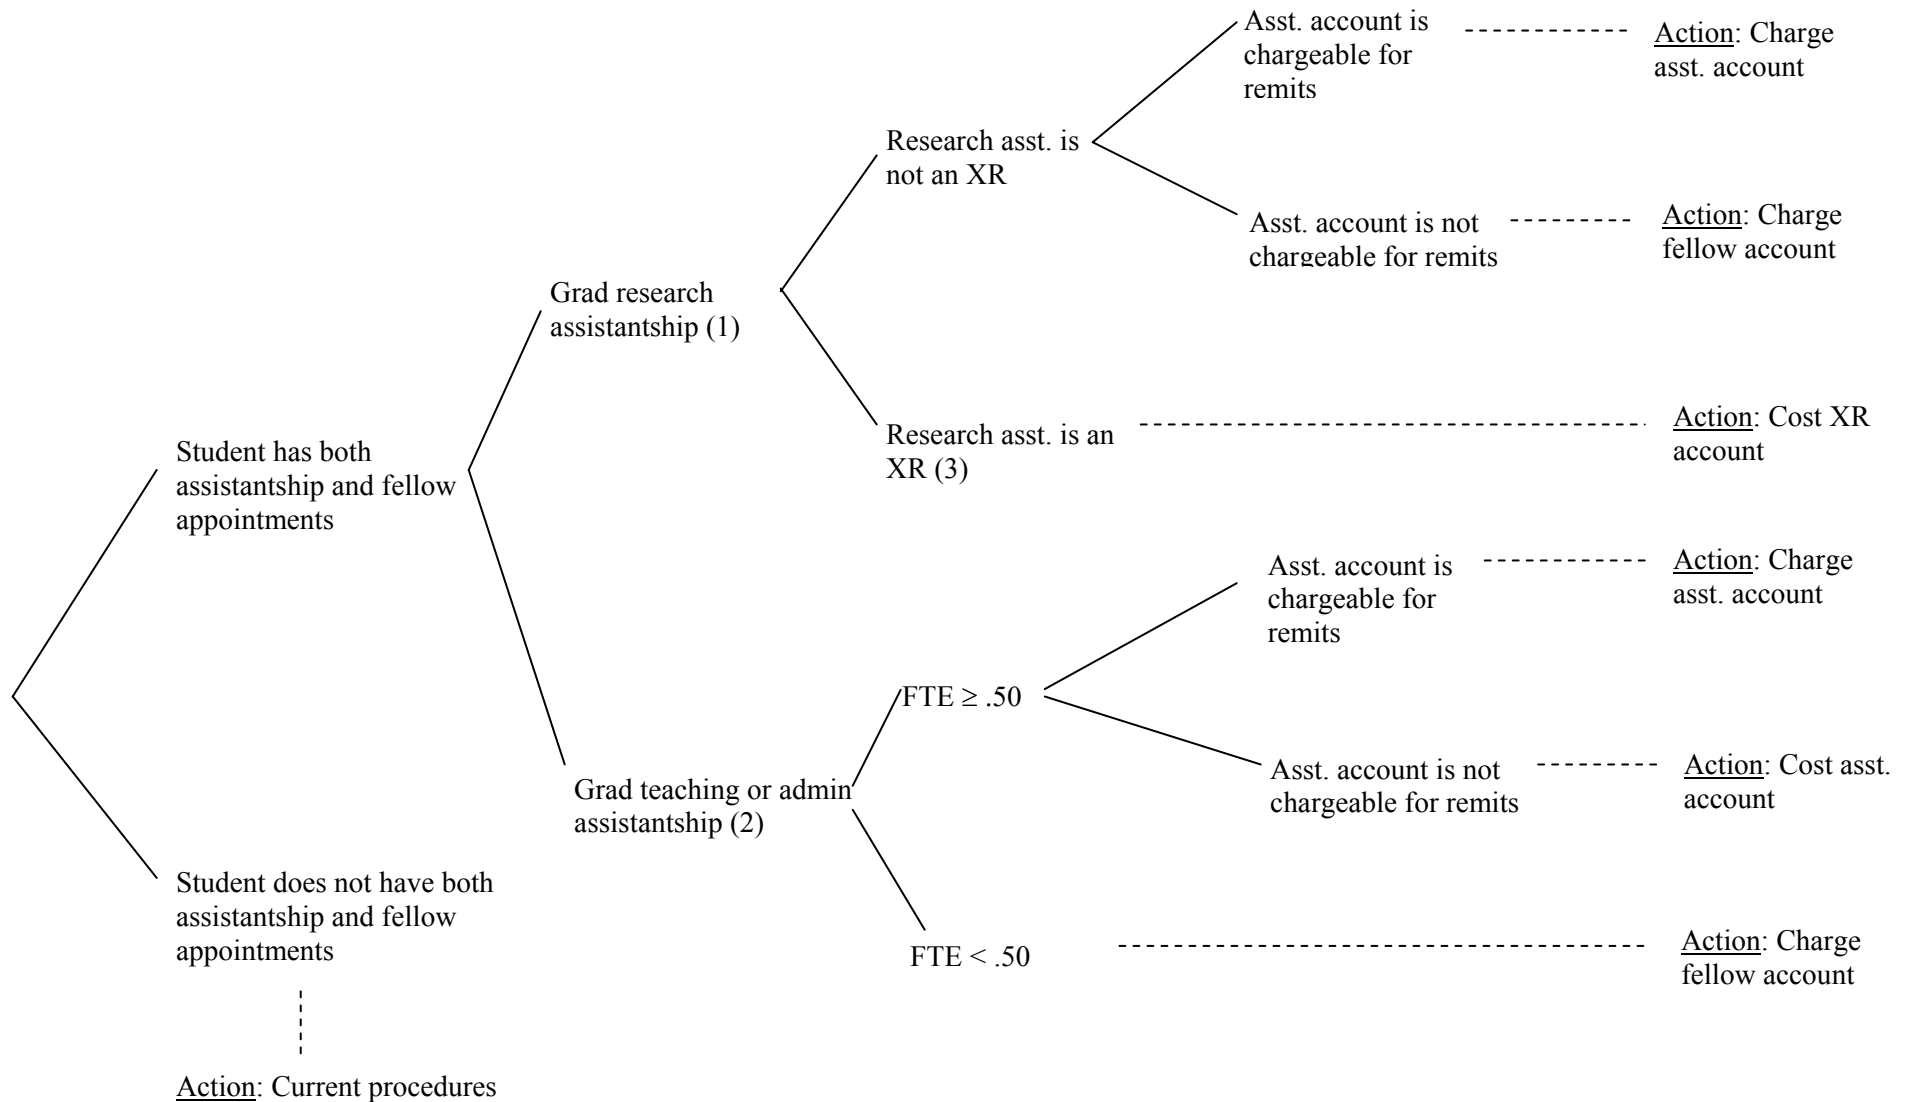 Asst. account is
chargeable for
remits
Action: Charge
asst. account
Research asst. is
not an XR
Asst. account is not
chargeable for remits
Action: Charge
fellow account
Grad research
assistantship (1)
Research asst. is an
XR (3)
Action: Cost XR
account
Student has both
assistantship and fellow
appointments
Asst. account is
chargeable for
remits
Action: Charge
asst. account
FTE ≥ .50
Asst. account is not
chargeable for remits
Action: Cost asst.
account
Grad teaching or admin
assistantship (2)
FTE < .50
Action: Charge
fellow account
Student does not have both
assistantship and fellow
appointments
Action: Current procedures